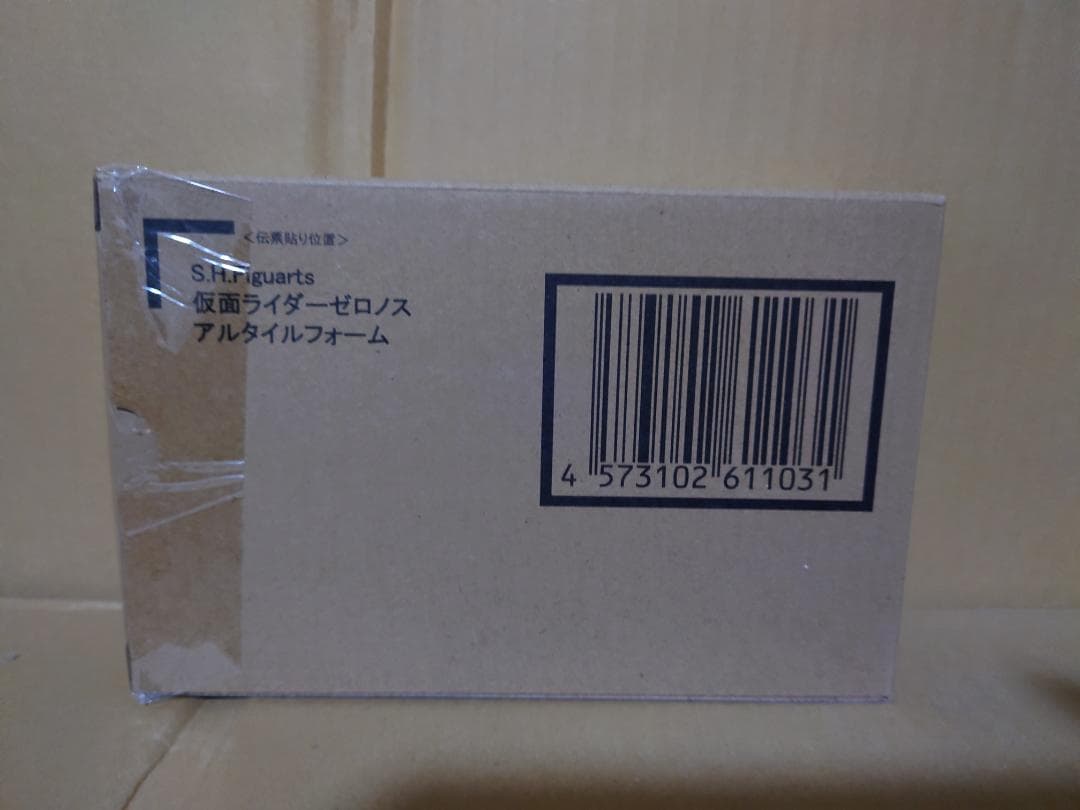 ＜伝票貼り位置＞
S.H.Figuarts
仮面ライダーゼロノス
アルタイルフォーム
4 573102 611031